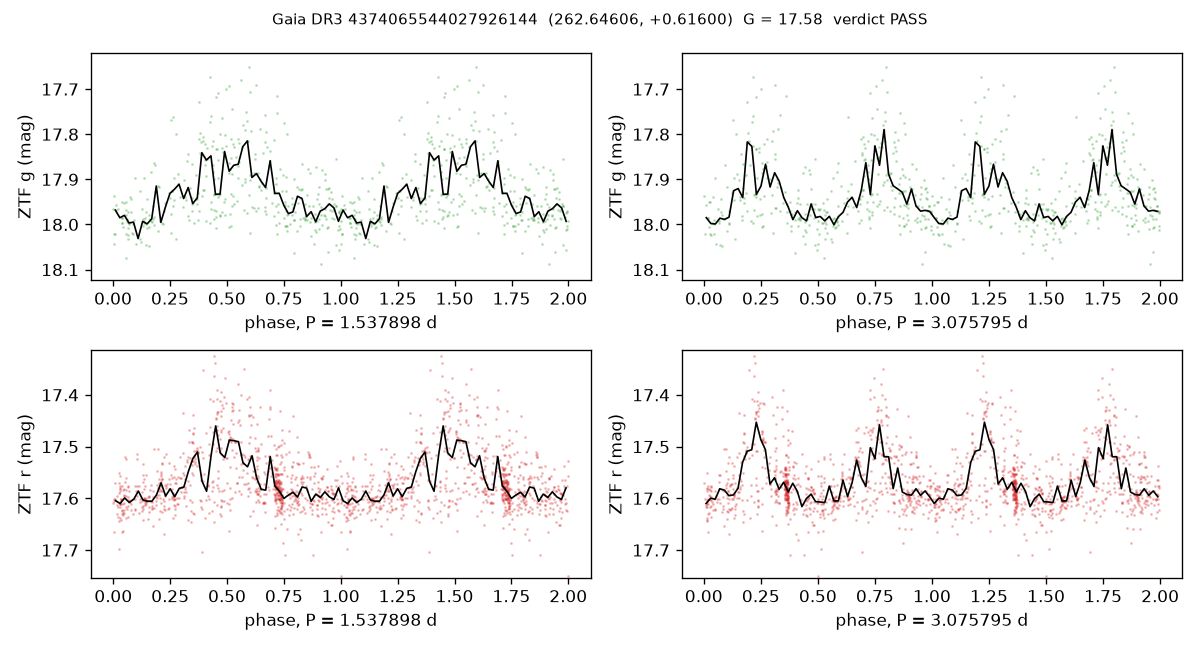 Gaia DR3 4374065544027926144  (262.64606, +0.61600)  G = 17.58  verdict PASS
ZTF g (mag)
17.7
17.8
17.9
18.0
18.1
0.00 0.25 0.50 0.75 1.00 1.25 1.50 1.75 2.00
phase, P = 1.537898 d
ZTF g (mag)
17.7
17.8
17.9
18.0
18.1
0.00 0.25 0.50 0.75 1.00 1.25 1.50 1.75 2.00
phase, P = 3.075795 d
ZTF r (mag)
17.4
17.5
17.6
17.7
0.00 0.25 0.50 0.75 1.00 1.25 1.50 1.75 2.00
phase, P = 1.537898 d
ZTF r (mag)
17.4
17.5
17.6
17.7
0.00 0.25 0.50 0.75 1.00 1.25 1.50 1.75 2.00
phase, P = 3.075795 d